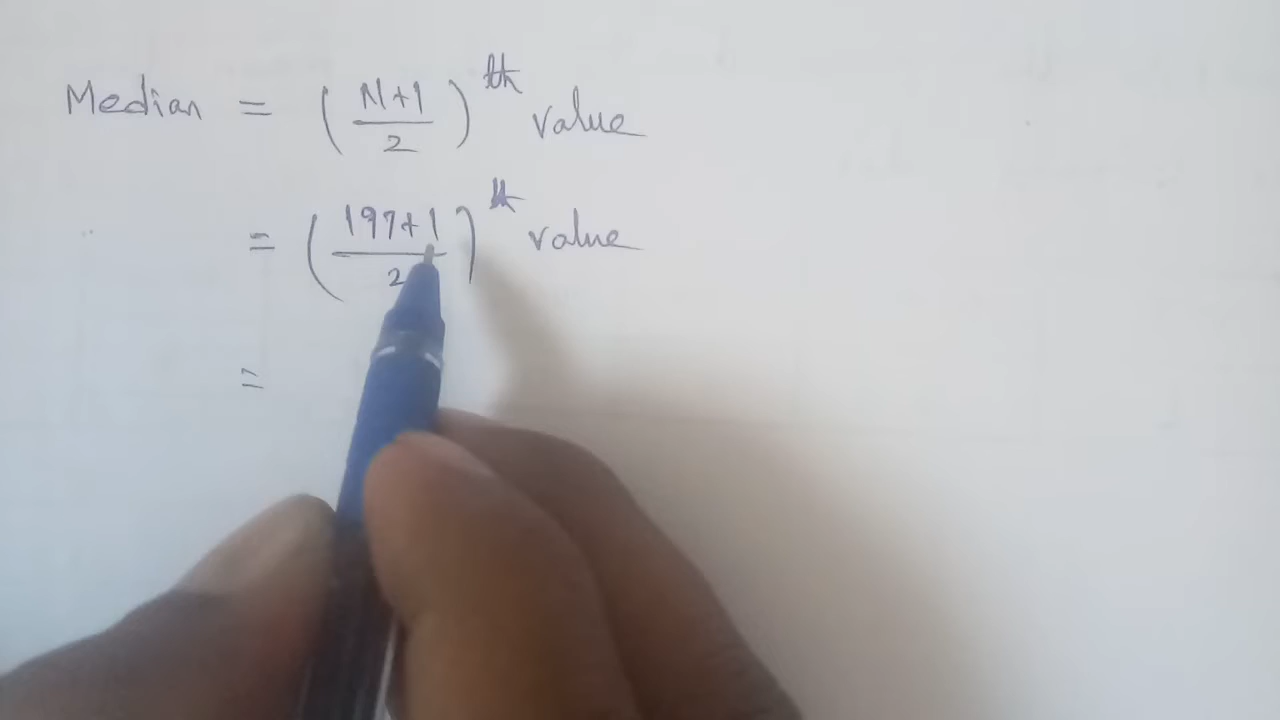 Median = ( N+1 / 2 )th value
= ( 197+1 / 2 )th value
=